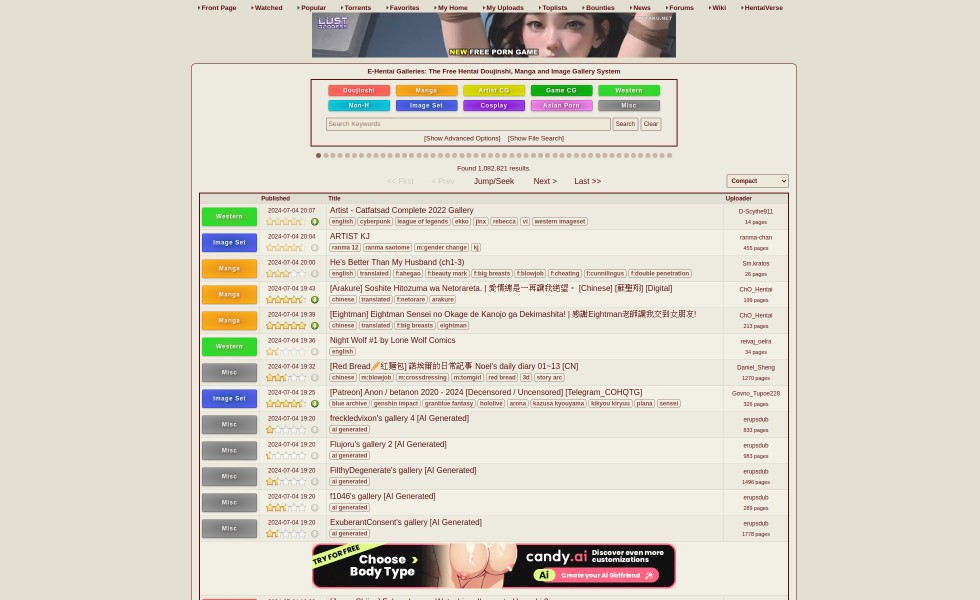 Front Page Watched Popular Torrents Favorites My Home My Uploads Toplists Bounties News Forums Wiki HentaiVerse
LUST
NEW FREE PORN GAME
E-Hentai Galleries: The Free Hentai Doujinshi, Manga and Image Gallery System
Doujinshi Manga Artist CG Game CG Western
Non-H Image Set Cosplay Asian Porn Misc
Search Keywords Search Clear
[Show Advanced Options] [Show File Search]
Found 1,082,821 results.
<< First < Prev Jump/Seek Next > Last >> Compact
Published Title Uploader
Western 2024-07-04 20:07 Artist - Catfatsad Complete 2022 Gallery D-Scythe911
english cyberpunk league of legends ekko jinx rebecca vi western imageset 14 pages
Image Set 2024-07-04 20:04 ARTIST KJ ranma-chan
ranma 12 ranma saotome m:gender change kj 455 pages
Manga 2024-07-04 20:00 He's Better Than My Husband (ch1-3) Sm.kratos
english translated f:ahegao f:beauty mark f:big breasts f:blowjob f:cheating f:cunnilingus f:double penetration 26 pages
Manga 2024-07-04 19:43 [Arakure] Soshite Hitozuma wa Netorareta. | 愛情總是一再讓我絕望。 [Chinese] [蘇聖翔] [Digital] ChO_Hentai
chinese translated f:netorare arakure 199 pages
Manga 2024-07-04 19:39 [Eightman] Eightman Sensei no Okage de Kanojo ga Dekimashita! | 感謝Eightman老師讓我交到女朋友! ChO_Hentai
chinese translated f:big breasts eightman 213 pages
Western 2024-07-04 19:36 Night Wolf #1 by Lone Wolf Comics
english 34 pages
Misc 2024-07-04 19:32 [Red Bread🥖紅麵包] 諾埃爾的日常記事 Noel's daily diary 01~13 [CN] Daniel_Sheng
chinese m:blowjob m:crossdressing m:tomgirl red bread 3d story arc 1270 pages
Image Set 2024-07-04 19:25 [Patreon] Anon / betanon 2020 - 2024 [Decensored / Uncensored] [Telegram_COHQTG] Govno_Tupoe228
blue archive genshin impact granblue fantasy hololive arona kazusa kyouyama kikyou kiryuu plana sensei 326 pages
Misc 2024-07-04 19:20 freckledvixon's gallery 4 [AI Generated] erupsdub
ai generated 833 pages
Misc 2024-07-04 19:20 Flujoru's gallery 2 [AI Generated] erupsdub
ai generated 983 pages
Misc 2024-07-04 19:20 FilthyDegenerate's gallery [AI Generated] erupsdub
ai generated 1496 pages
Misc 2024-07-04 19:20 f1046's gallery [AI Generated] erupsdub
ai generated 289 pages
Misc 2024-07-04 19:20 ExuberantConsent's gallery [AI Generated] erupsdub
ai generated 1778 pages
TRY FOR FREE Choose > Body Type candy.ai Discover even more customizations
Ai Create your AI Girlfriend